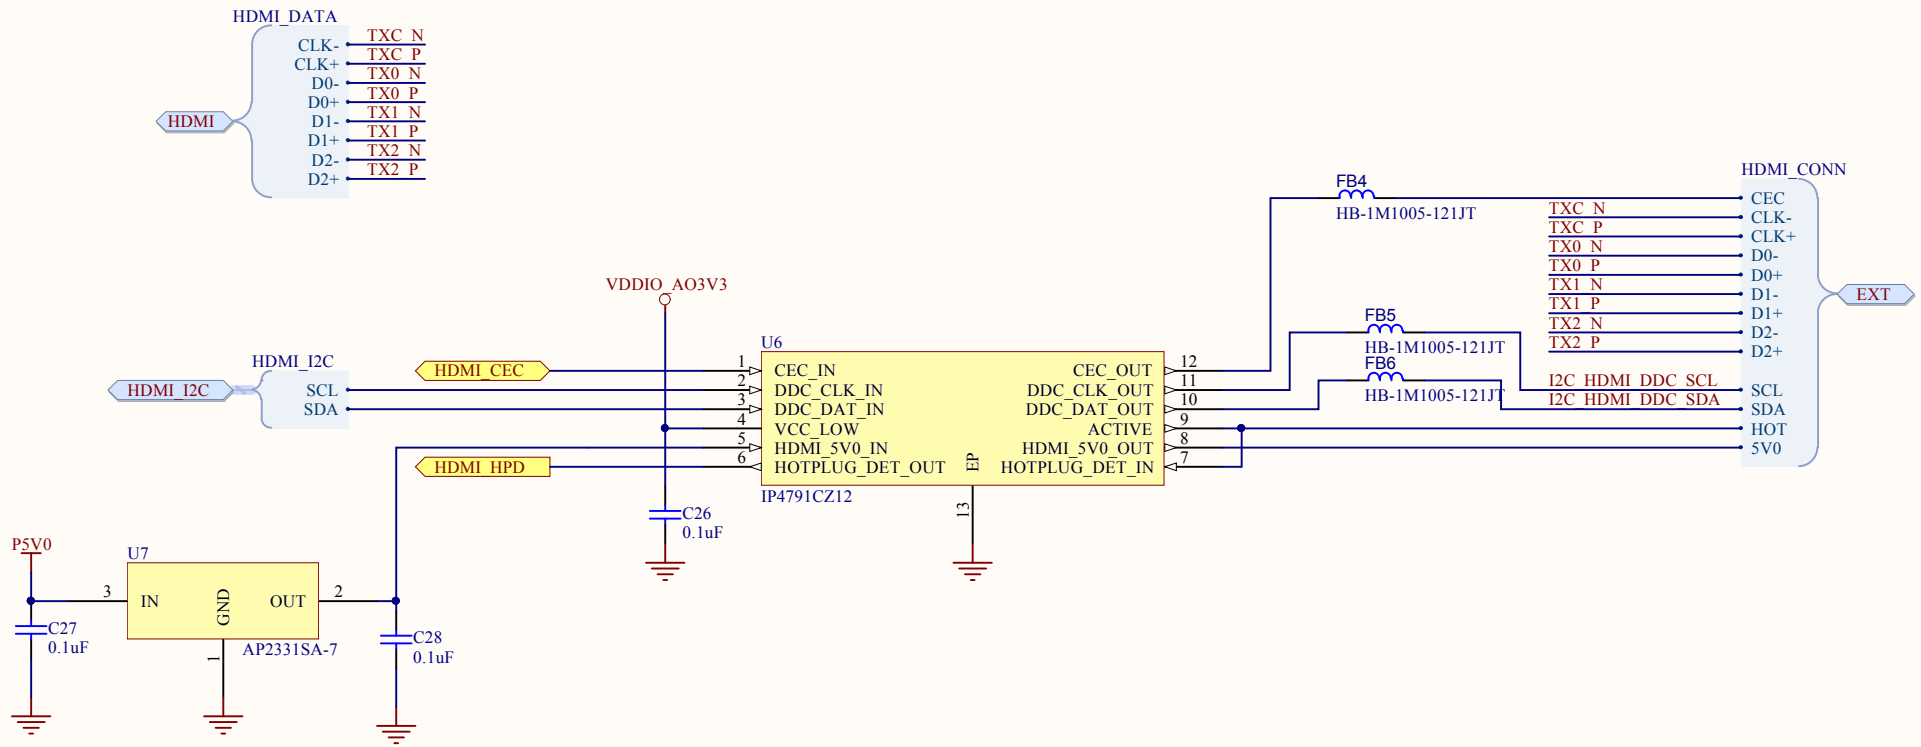 HDMI_DATA
CLK- TXC_N
CLK+ TXC_P
D0- TX0_N
D0+ TX0_P
HDMI D1- TX1_N
D1+ TX1_P
D2- TX2_N
D2+ TX2_P
HDMI_CONN
FB4
HB-1M1005-121JT
CEC
TXC_N CLK-
TXC_P CLK+
TX0_N D0-
TX0_P D0+
TX1_N D1- EXT
TX1_P D1+
TX2_N D2-
TX2_P D2+
FB5
HB-1M1005-121JT
FB6
HB-1M1005-121JT
I2C_HDMI_DDC_SCL SCL
I2C_HDMI_DDC_SDA SDA
HOT
5V0
VDDIO_AO3V3
U6
HDMI_CEC 1 CEC_IN CEC_OUT 12
HDMI_I2C
HDMI_I2C SCL 2 DDC_CLK_IN DDC_CLK_OUT 11
SDA 3 DDC_DAT_IN DDC_DAT_OUT 10
4 VCC_LOW ACTIVE 9
5 HDMI_5V0_IN HDMI_5V0_OUT 8
HDMI_HPD 6 HOTPLUG_DET_OUT EP HOTPLUG_DET_IN 7
IP4791CZ12
13
C26
0.1uF
P5V0
U7
3 IN GND OUT 2
1
AP2331SA-7
C27
0.1uF
C28
0.1uF